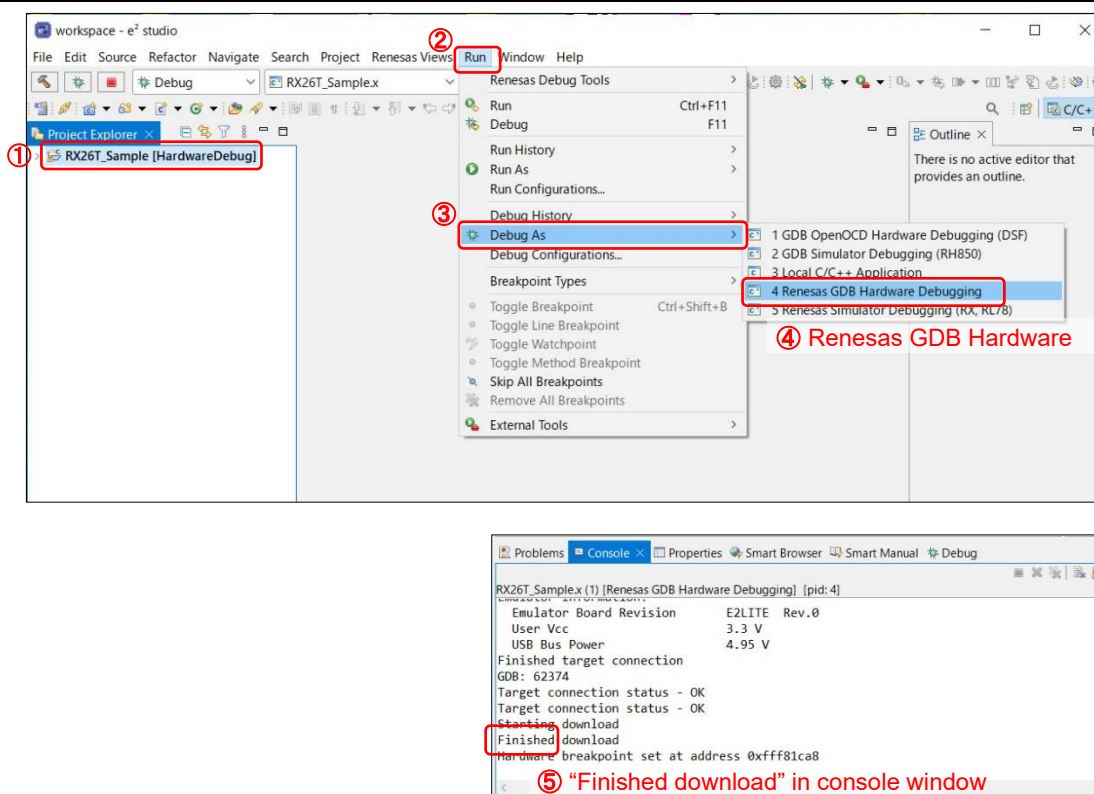 workspace - e² studio
②
File Edit Source Refactor Navigate Search Project Renesas Views Run Window Help
Debug RX26T_Sample.x
C/C+
Project Explorer
① RX26T_Sample [HardwareDebug]
Renesas Debug Tools
Run Ctrl+F11
Debug F11
Run History
Run As
Run Configurations...
Debug History
③ Debug As
Debug Configurations...
Breakpoint Types
Toggle Breakpoint Ctrl+Shift+B
Toggle Line Breakpoint
Toggle Watchpoint
Toggle Method Breakpoint
Skip All Breakpoints
Remove All Breakpoints
External Tools
1 GDB OpenOCD Hardware Debugging (DSF)
2 GDB Simulator Debugging (RH850)
3 Local C/C++ Application
4 Renesas GDB Hardware Debugging
5 Renesas Simulator Debugging (RX, RL78)
④ Renesas GDB Hardware
Outline
There is no active editor that
provides an outline.
Problems Console Properties Smart Browser Smart Manual Debug
RX26T_Sample.x (1) [Renesas GDB Hardware Debugging] [pid: 4]
Emulator Information:
Emulator Board Revision E2LITE Rev.0
User Vcc 3.3 V
USB Bus Power 4.95 V
Finished target connection
GDB: 62374
Target connection status - OK
Target connection status - OK
Starting download
Finished download
Hardware breakpoint set at address 0xfff81ca8
⑤ “Finished download” in console window